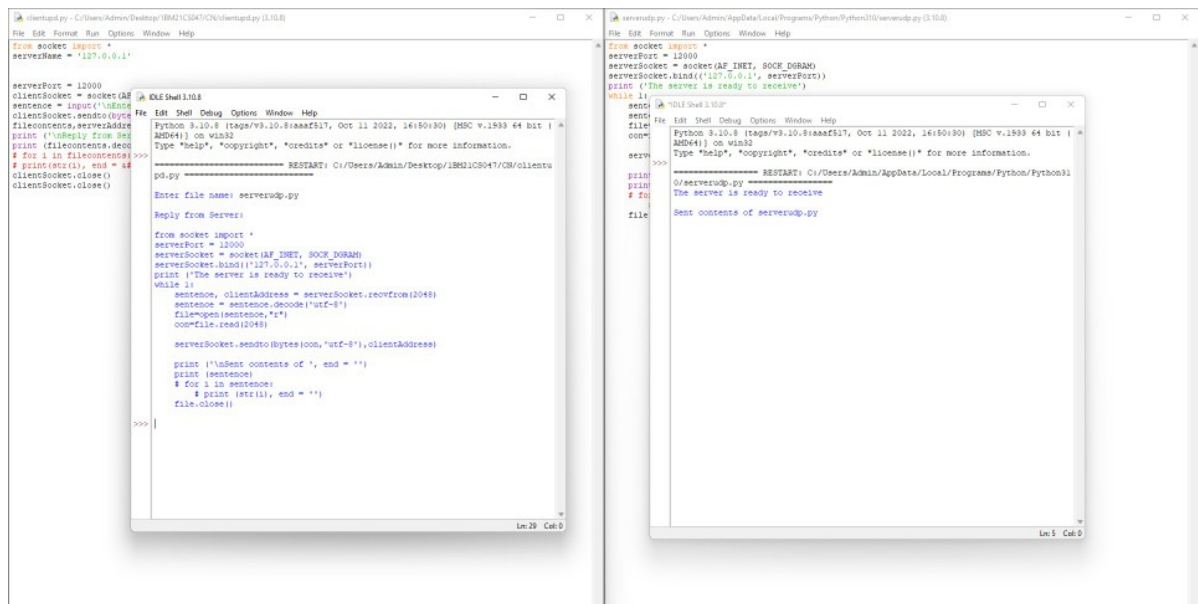 clientupd.py - C:/Users/Admin/Desktop/1BM21CS047/CN/clientupd.py (3.10.8)
File Edit Format Run Options Window Help
from socket import *
serverName = '127.0.0.1'
serverPort = 12000
clientSocket = socket(AF
sentence = input('\nEnte
clientSocket.sendto(byte
filecontents,serverAddre
print ('\nReply from Ser
print (filecontents.deco
# for i in filecontents:
# print(str(i), end = &#
clientSocket.close()
clientSocket.close()
IDLE Shell 3.10.8
File Edit Shell Debug Options Window Help
Python 3.10.8 (tags/v3.10.8:aaaf517, Oct 11 2022, 16:50:30) [MSC v.1933 64 bit (
AMD64)] on win32
Type "help", "copyright", "credits" or "license()" for more information.
>>>
======================== RESTART: C:/Users/Admin/Desktop/1BM21CS047/CN/clientu
pd.py ========================
Enter file name: serverudp.py
Reply from Server:
from socket import *
serverPort = 12000
serverSocket = socket(AF_INET, SOCK_DGRAM)
serverSocket.bind(('127.0.0.1', serverPort))
print ('The server is ready to receive')
while 1:
sentence, clientAddress = serverSocket.recvfrom(2048)
sentence = sentence.decode('utf-8')
file=open(sentence,"r")
con=file.read(2048)
serverSocket.sendto(bytes(con,'utf-8'),clientAddress)
print ('\nSent contents of ', end = '')
print (sentence)
# for i in sentence:
# print (str(i), end = '')
file.close()
>>>
Ln: 29 Col: 0
serverudp.py - C:/Users/Admin/AppData/Local/Programs/Python/Python310/serverudp.py (3.10.8)
File Edit Format Run Options Window Help
from socket import *
serverPort = 12000
serverSocket = socket(AF_INET, SOCK_DGRAM)
serverSocket.bind(('127.0.0.1', serverPort))
print ('The server is ready to receive')
while 1:
sent
sent
file
con=
serv
prin
prin
# fo
file
*IDLE Shell 3.10.8*
File Edit Shell Debug Options Window Help
Python 3.10.8 (tags/v3.10.8:aaaf517, Oct 11 2022, 16:50:30) [MSC v.1933 64 bit (
AMD64)] on win32
Type "help", "copyright", "credits" or "license()" for more information.
>>>
================= RESTART: C:/Users/Admin/AppData/Local/Programs/Python/Python31
0/serverudp.py =================
The server is ready to receive
Sent contents of serverudp.py
Ln: 5 Col: 0